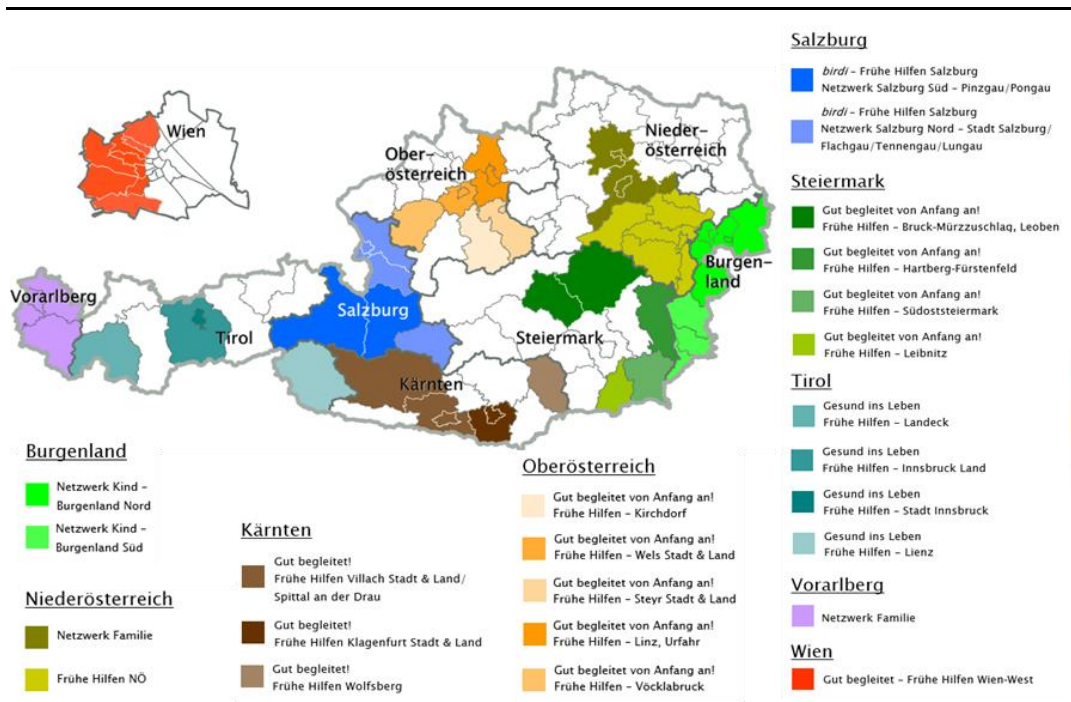 Wien
Ober-
österreich
Nieder-
österreich
Vorarlberg
Tirol
Salzburg
Kärnten
Steiermark
Burgen-
land
Burgenland
Netzwerk Kind –
Burgenland Nord
Netzwerk Kind –
Burgenland Süd
Niederösterreich
Netzwerk Familie
Frühe Hilfen NÖ
Kärnten
Gut begleitet!
Frühe Hilfen Villach Stadt & Land/
Spittal an der Drau
Gut begleitet!
Frühe Hilfen Klagenfurt Stadt & Land
Gut begleitet!
Frühe Hilfen Wolfsberg
Oberösterreich
Gut begleitet von Anfang an!
Frühe Hilfen – Kirchdorf
Gut begleitet von Anfang an!
Frühe Hilfen – Wels Stadt & Land
Gut begleitet von Anfang an!
Frühe Hilfen – Steyr Stadt & Land
Gut begleitet von Anfang an!
Frühe Hilfen – Linz, Urfahr
Gut begleitet von Anfang an!
Frühe Hilfen – Vöcklabruck
Salzburg
birdi – Frühe Hilfen Salzburg
Netzwerk Salzburg Süd – Pinzgau/Pongau
birdi – Frühe Hilfen Salzburg
Netzwerk Salzburg Nord – Stadt Salzburg/
Flachgau/Tennengau/Lungau
Steiermark
Gut begleitet von Anfang an!
Frühe Hilfen – Bruck-Mürzzuschlag, Leoben
Gut begleitet von Anfang an!
Frühe Hilfen – Hartberg-Fürstenfeld
Gut begleitet von Anfang an!
Frühe Hilfen – Südoststeiermark
Gut begleitet von Anfang an!
Frühe Hilfen – Leibnitz
Tirol
Gesund ins Leben
Frühe Hilfen – Landeck
Gesund ins Leben
Frühe Hilfen – Innsbruck Land
Gesund ins Leben
Frühe Hilfen – Stadt Innsbruck
Gesund ins Leben
Frühe Hilfen – Lienz
Vorarlberg
Netzwerk Familie
Wien
Gut begleitet – Frühe Hilfen Wien-West